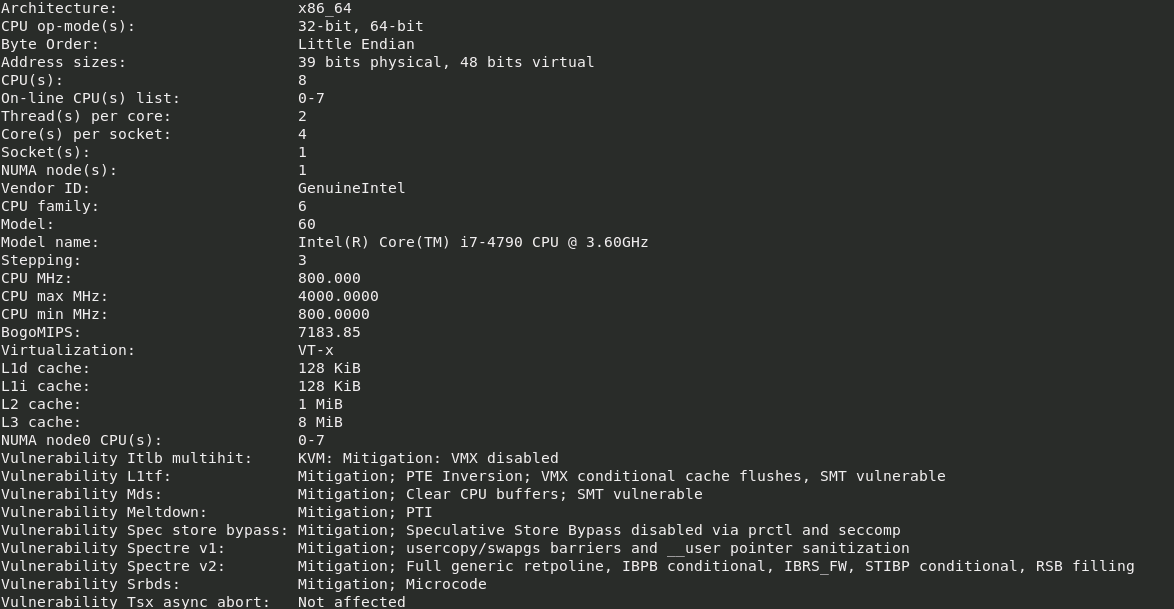 Architecture: x86_64
CPU op-mode(s): 32-bit, 64-bit
Byte Order: Little Endian
Address sizes: 39 bits physical, 48 bits virtual
CPU(s): 8
On-line CPU(s) list: 0-7
Thread(s) per core: 2
Core(s) per socket: 4
Socket(s): 1
NUMA node(s): 1
Vendor ID: GenuineIntel
CPU family: 6
Model: 60
Model name: Intel(R) Core(TM) i7-4790 CPU @ 3.60GHz
Stepping: 3
CPU MHz: 800.000
CPU max MHz: 4000.0000
CPU min MHz: 800.0000
BogoMIPS: 7183.85
Virtualization: VT-x
L1d cache: 128 KiB
L1i cache: 128 KiB
L2 cache: 1 MiB
L3 cache: 8 MiB
NUMA node0 CPU(s): 0-7
Vulnerability Itlb multihit: KVM: Mitigation: VMX disabled
Vulnerability L1tf: Mitigation; PTE Inversion; VMX conditional cache flushes, SMT vulnerable
Vulnerability Mds: Mitigation; Clear CPU buffers; SMT vulnerable
Vulnerability Meltdown: Mitigation; PTI
Vulnerability Spec store bypass: Mitigation; Speculative Store Bypass disabled via prctl and seccomp
Vulnerability Spectre v1: Mitigation; usercopy/swapgs barriers and __user pointer sanitization
Vulnerability Spectre v2: Mitigation; Full generic retpoline, IBPB conditional, IBRS_FW, STIBP conditional, RSB filling
Vulnerability Srbds: Mitigation; Microcode
Vulnerability Tsx async abort: Not affected